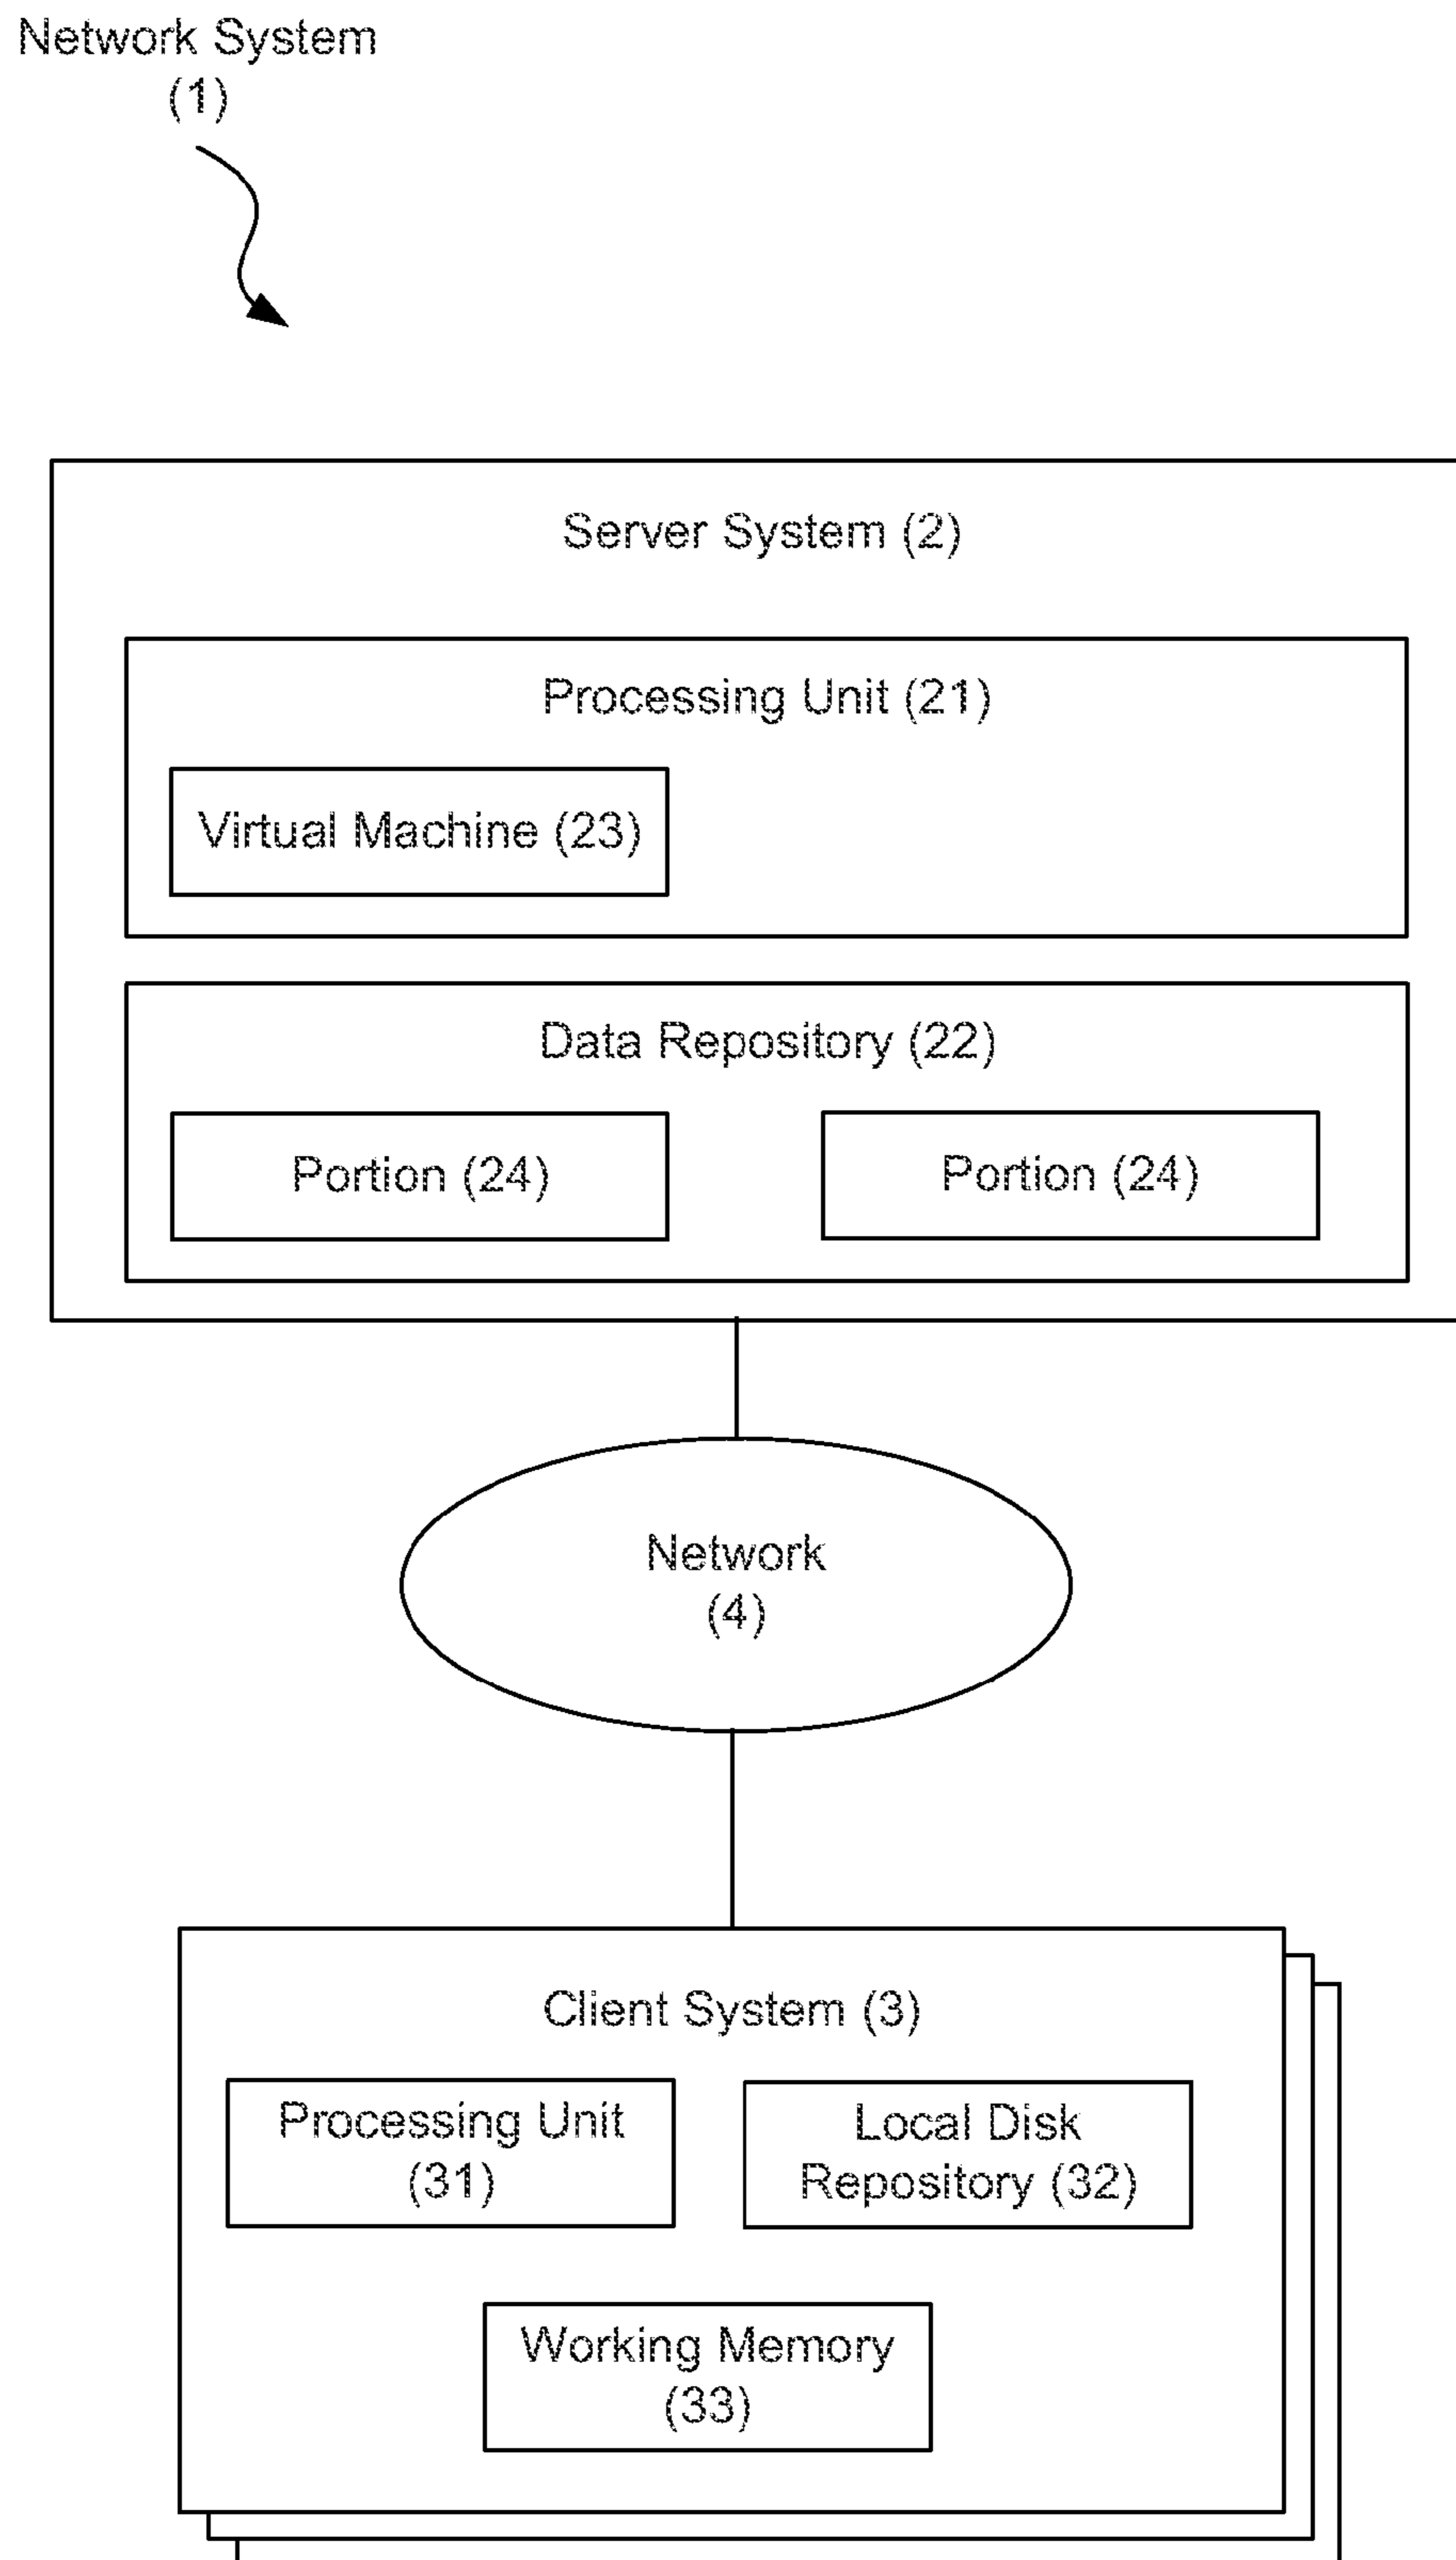 Network System
(1)
Server System (2)
Processing Unit (21)
Virtual Machine (23)
Data Repository (22)
Portion (24)
Portion (24)
Network
(4)
Client System (3)
Processing Unit
(31)
Local Disk
Repository (32)
Working Memory
(33)